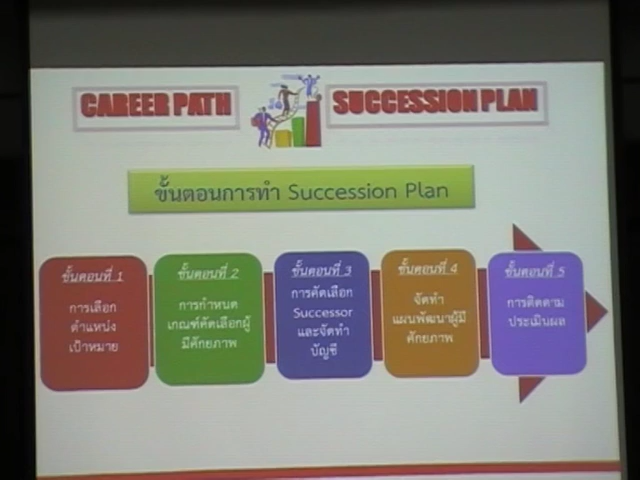 CAREER PATH
SUCCESSION PLAN
ขั้นตอนการทำ Succession Plan
ขั้นตอนที่ 1
การเลือก
ตำแหน่ง
เป้าหมาย
ขั้นตอนที่ 2
การกำหนด
เกณฑ์คัดเลือกผู้
มีศักยภาพ
ขั้นตอนที่ 3
การคัดเลือก
Successor
และจัดทำ
บัญชี
ขั้นตอนที่ 4
จัดทำ
แผนพัฒนาผู้มี
ศักยภาพ
ขั้นตอนที่ 5
การติดตาม
ประเมินผล